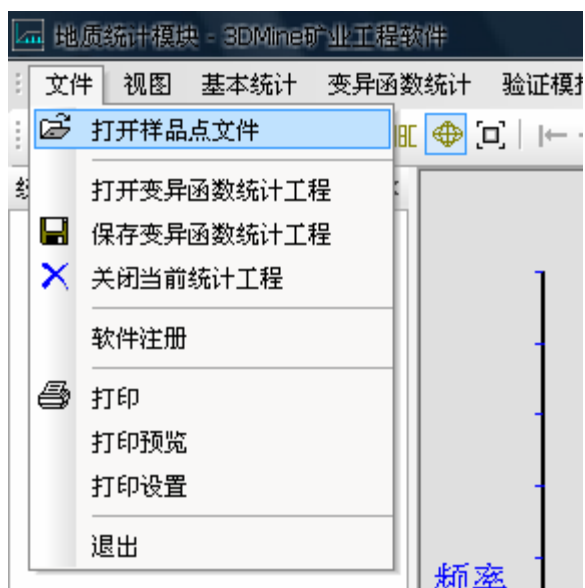 地质统计模块 - 3DMine矿业工程软件
文件 视图 基本统计 变异函数统计 验证模
打开样品点文件
打开变异函数统计工程
保存变异函数统计工程
关闭当前统计工程
软件注册
打印
打印预览
打印设置
退出
频率